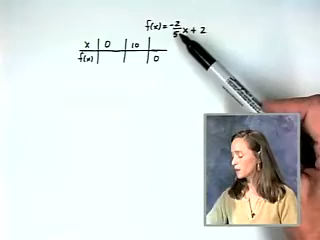 f(x) = -2/5 x + 2
x 0 10
f(x) 0